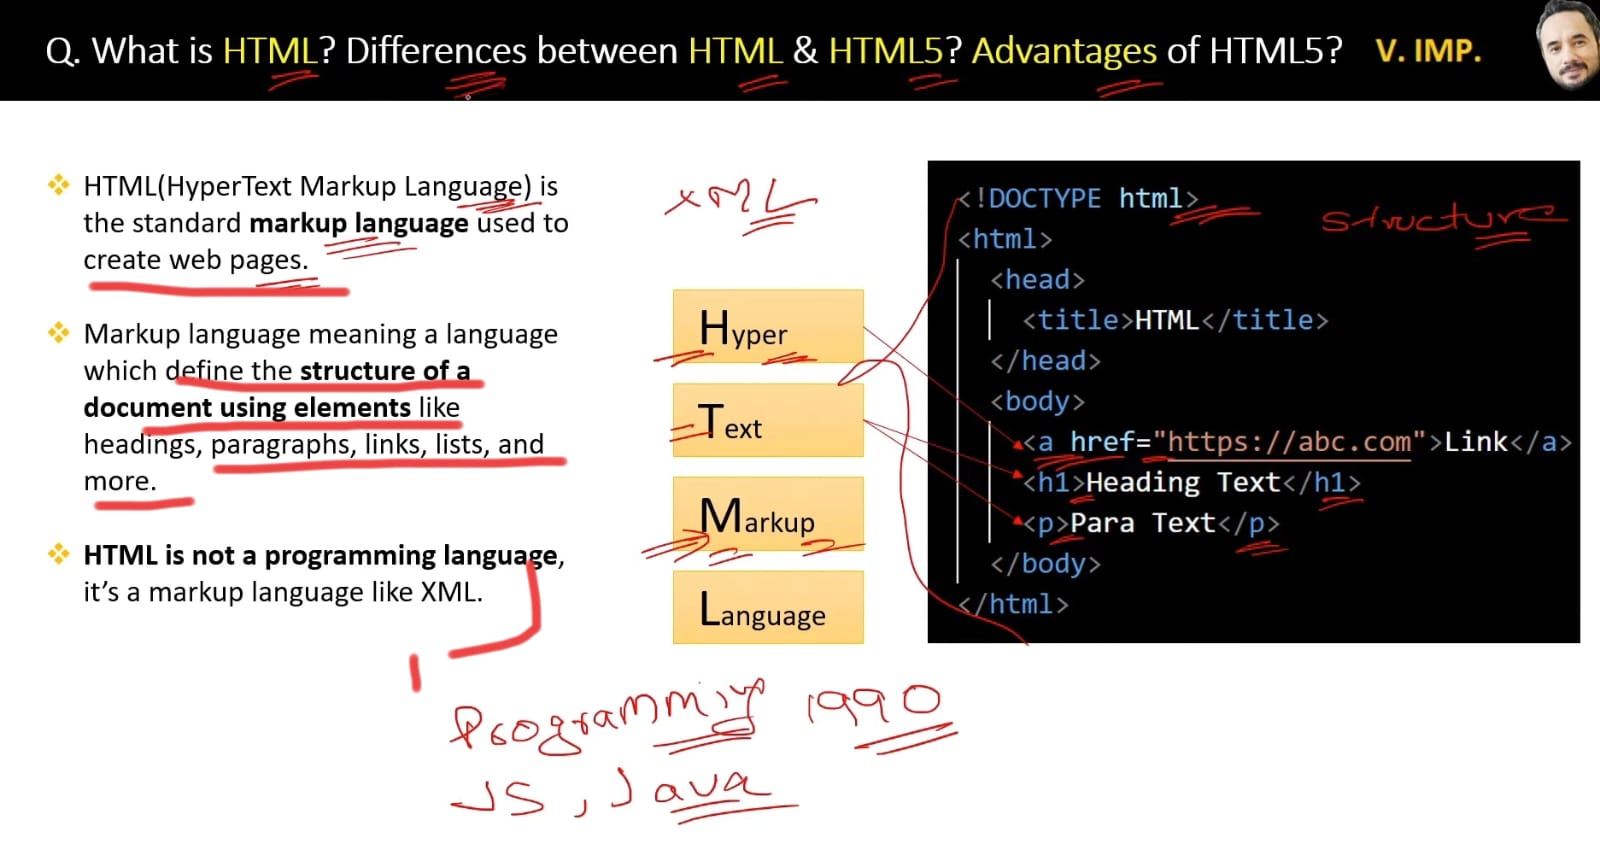 Q. What is HTML? Differences between HTML & HTML5? Advantages of HTML5? V. IMP.
HTML(HyperText Markup Language) is
the standard markup language used to
create web pages.
Markup language meaning a language
which define the structure of a
document using elements like
headings, paragraphs, links, lists, and
more.
HTML is not a programming language,
it's a markup language like XML.
XML
Hyper
Text
Markup
Language
<!DOCTYPE html>
<html>
<head>
<title>HTML</title>
</head>
<body>
<a href="https://abc.com">Link</a>
<h1>Heading Text</h1>
<p>Para Text</p>
</body>
</html>
Structure
Programming 1990
JS, Java